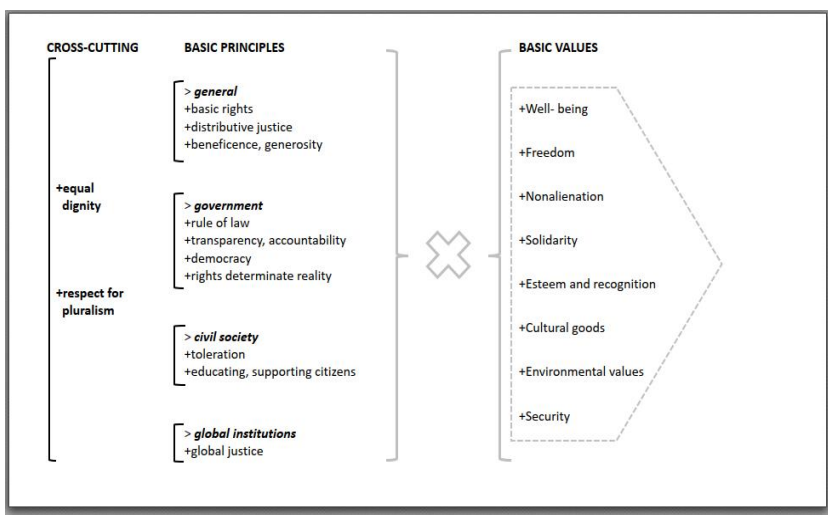 CROSS-CUTTING
BASIC PRINCIPLES
BASIC VALUES
+equal
dignity
+respect for
pluralism
> general
+basic rights
+distributive justice
+beneficence, generosity
> government
+rule of law
+transparency, accountability
+democracy
+rights determinate reality
> civil society
+toleration
+educating, supporting citizens
> global institutions
+global justice
+Well- being
+Freedom
+Nonalienation
+Solidarity
+Esteem and recognition
+Cultural goods
+Environmental values
+Security